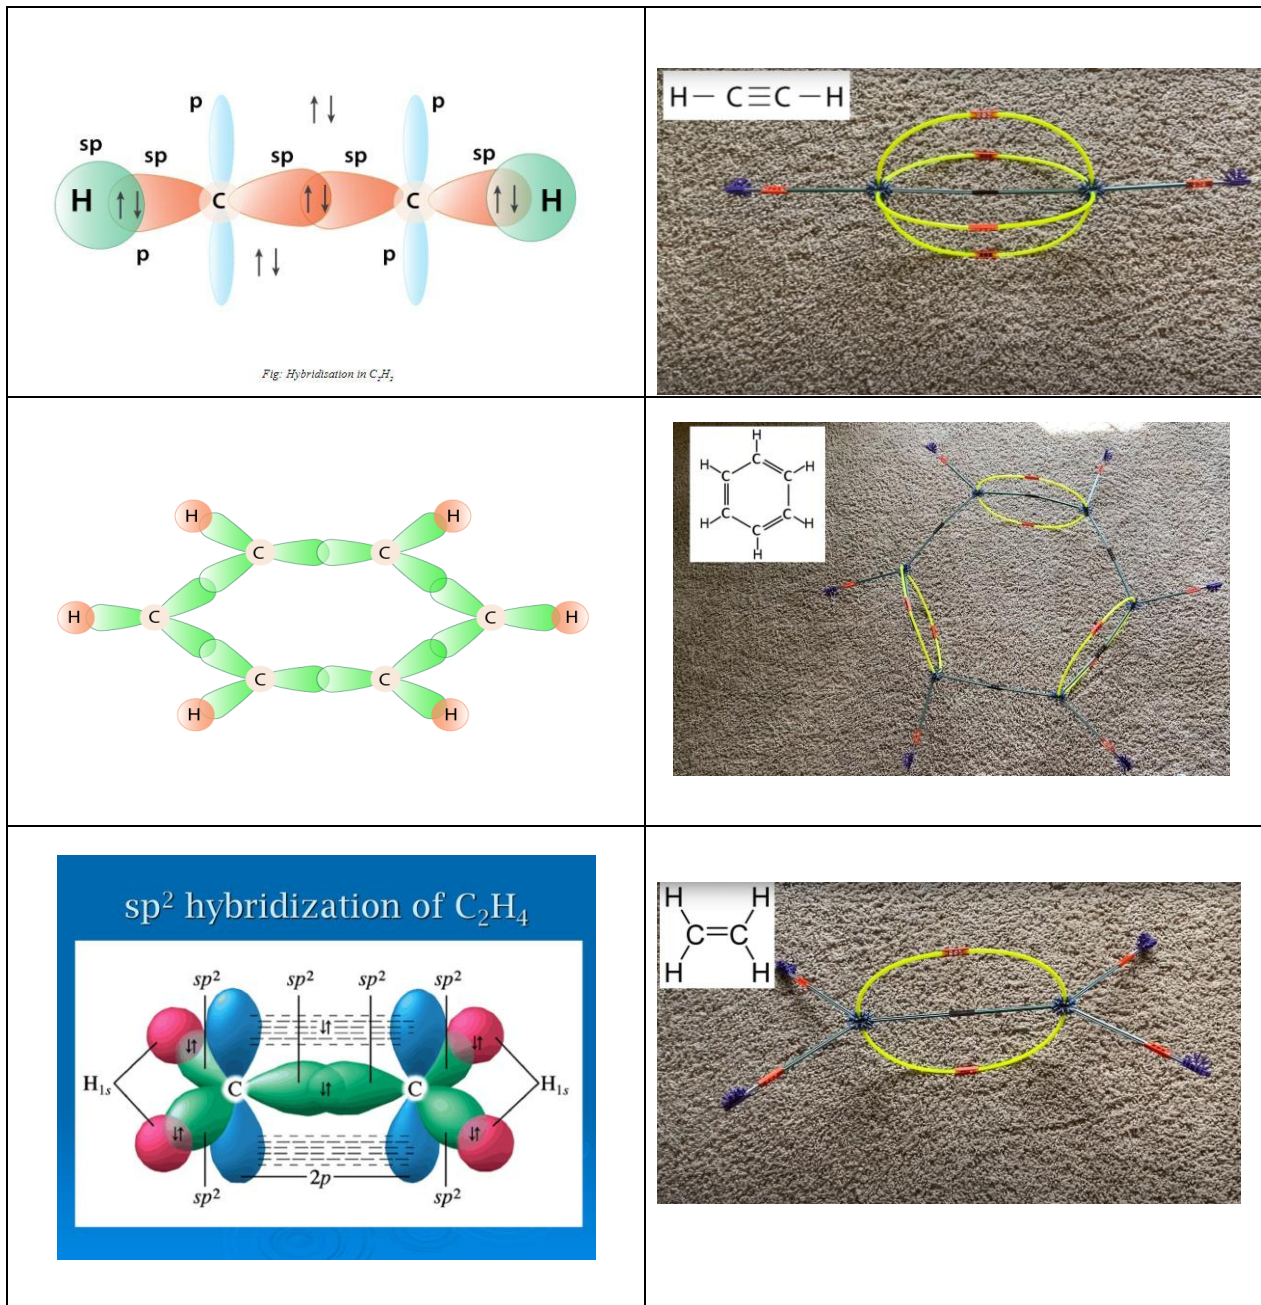 p
p
sp
sp
sp
sp
sp
H
C
C
H
p
p
Fig: Hybridisation in C₂H₂
H — C≡C — H
H
H
C
C
H
C
C
H
C
C
H
H
H
H
C
H
C
C
H
C
C
H
C
H
sp² hybridization of C₂H₄
sp²
sp²
sp²
sp²
H₁s
C
C
H₁s
2p
sp²
sp²
H
H
C=C
H
H